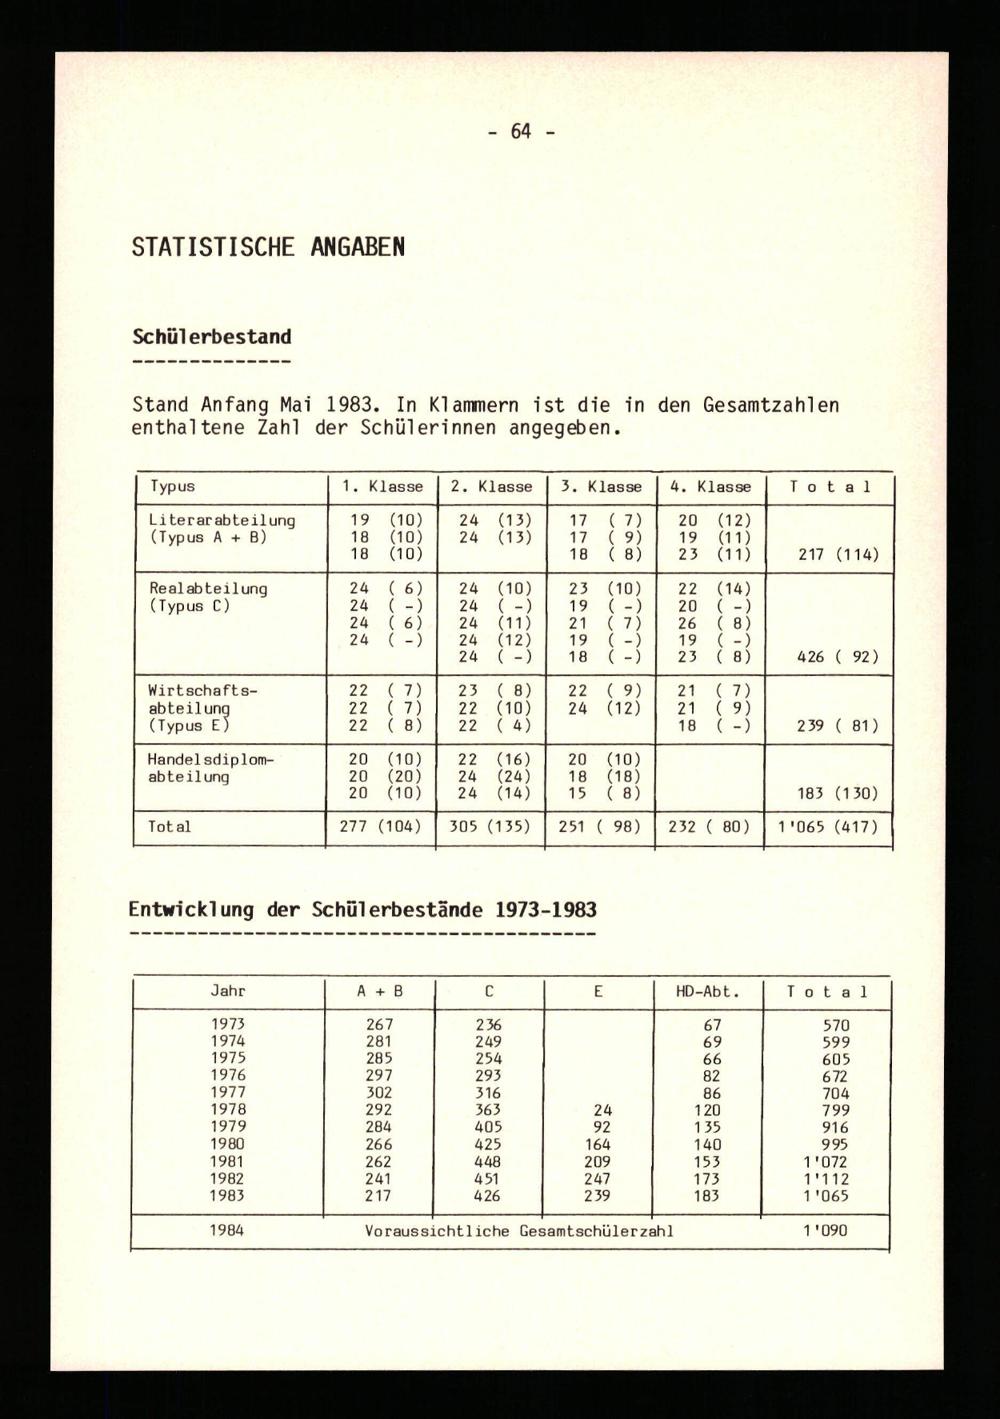 - 64 -
STATISTISCHE ANGABEN
Schülerbestand
--------------
Stand Anfang Mai 1983. In Klammern ist die in den Gesamtzahlen
enthaltene Zahl der Schülerinnen angegeben.
Typus 1. Klasse 2. Klasse 3. Klasse 4. Klasse T o t a l
Literarabteilung 19 (10) 24 (13) 17 ( 7) 20 (12)
(Typus A + B) 18 (10) 24 (13) 17 ( 9) 19 (11)
18 (10) 18 ( 8) 23 (11) 217 (114)
Realabteilung 24 ( 6) 24 (10) 23 (10) 22 (14)
(Typus C) 24 ( -) 24 ( -) 19 ( -) 20 ( -)
24 ( 6) 24 (11) 21 ( 7) 26 ( 8)
24 ( -) 24 (12) 19 ( -) 19 ( -)
24 ( -) 18 ( -) 23 ( 8) 426 ( 92)
Wirtschafts- 22 ( 7) 23 ( 8) 22 ( 9) 21 ( 7)
abteilung 22 ( 7) 22 (10) 24 (12) 21 ( 9)
(Typus E) 22 ( 8) 22 ( 4) 18 ( -) 239 ( 81)
Handelsdiplom- 20 (10) 22 (16) 20 (10)
abteilung 20 (20) 24 (24) 18 (18)
20 (10) 24 (14) 15 ( 8) 183 (130)
Total 277 (104) 305 (135) 251 ( 98) 232 ( 80) 1'065 (417)
Entwicklung der Schülerbestände 1973-1983
-----------------------------------------
Jahr A + B C E HD-Abt. T o t a l
1973 267 236 67 570
1974 281 249 69 599
1975 285 254 66 605
1976 297 293 82 672
1977 302 316 86 704
1978 292 363 24 120 799
1979 284 405 92 135 916
1980 266 425 164 140 995
1981 262 448 209 153 1'072
1982 241 451 247 173 1'112
1983 217 426 239 183 1'065
1984 Voraussichtliche Gesamtschülerzahl 1'090